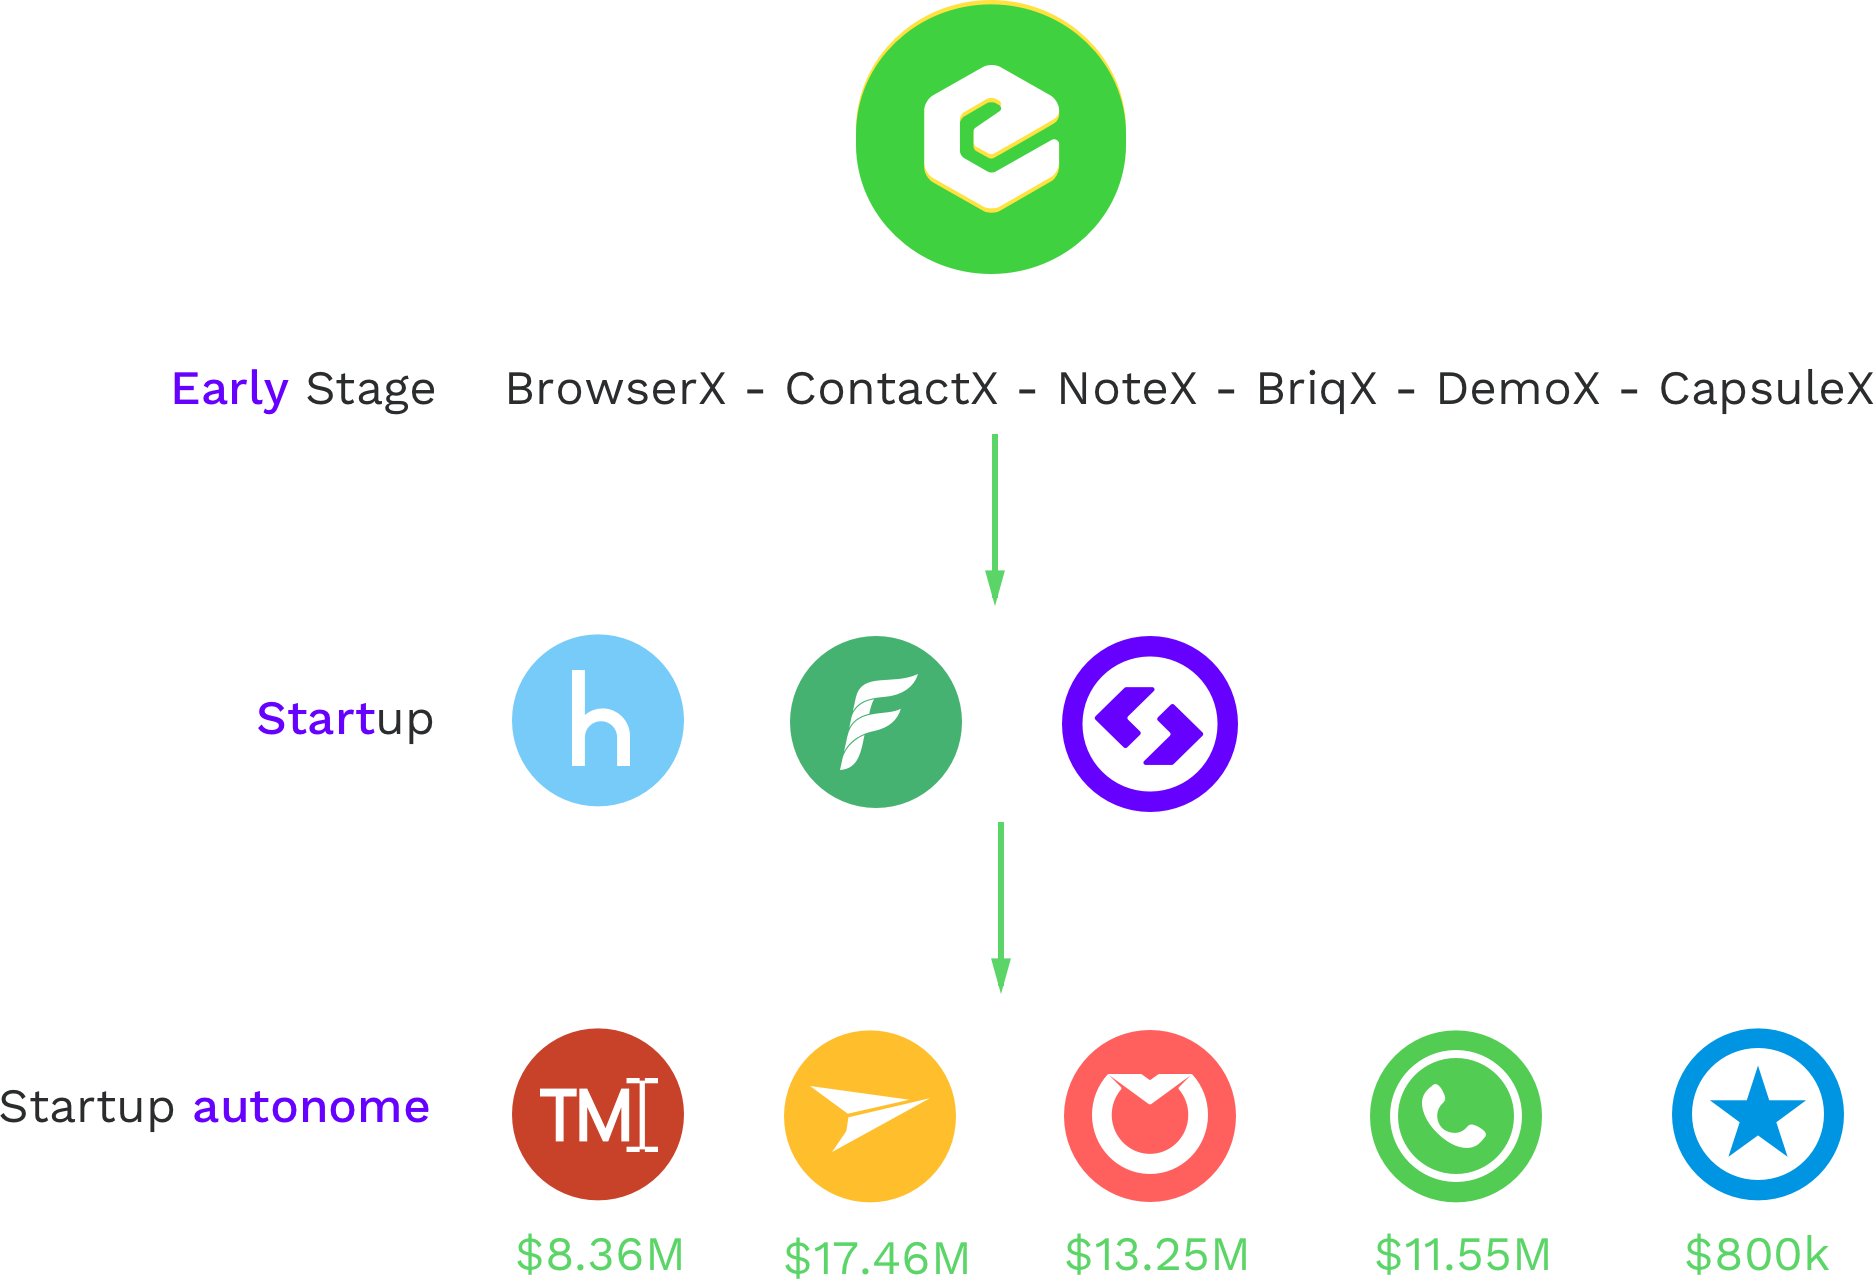 e
Early Stage BrowserX - ContactX - NoteX - BriqX - DemoX - CapsuleX
Startup h F
Startup autonome TM
$8.36M $17.46M $13.25M $11.55M $800k